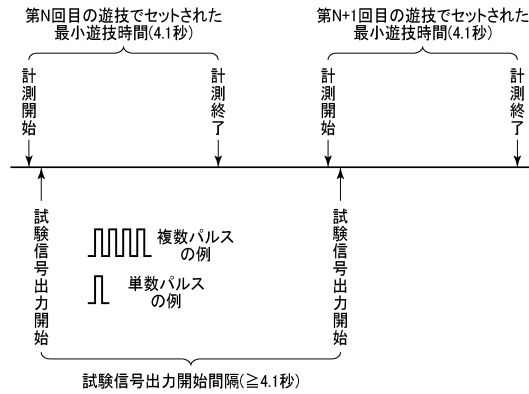 第N回目の遊技でセットされた
最小遊技時間(4.1秒)
第N+1回目の遊技でセットされた
最小遊技時間(4.1秒)
計測開始
計測終了
計測開始
計測終了
試験信号出力開始
複数パルス
の例
単数パルス
の例
試験信号出力開始
試験信号出力開始間隔(≧4.1秒)